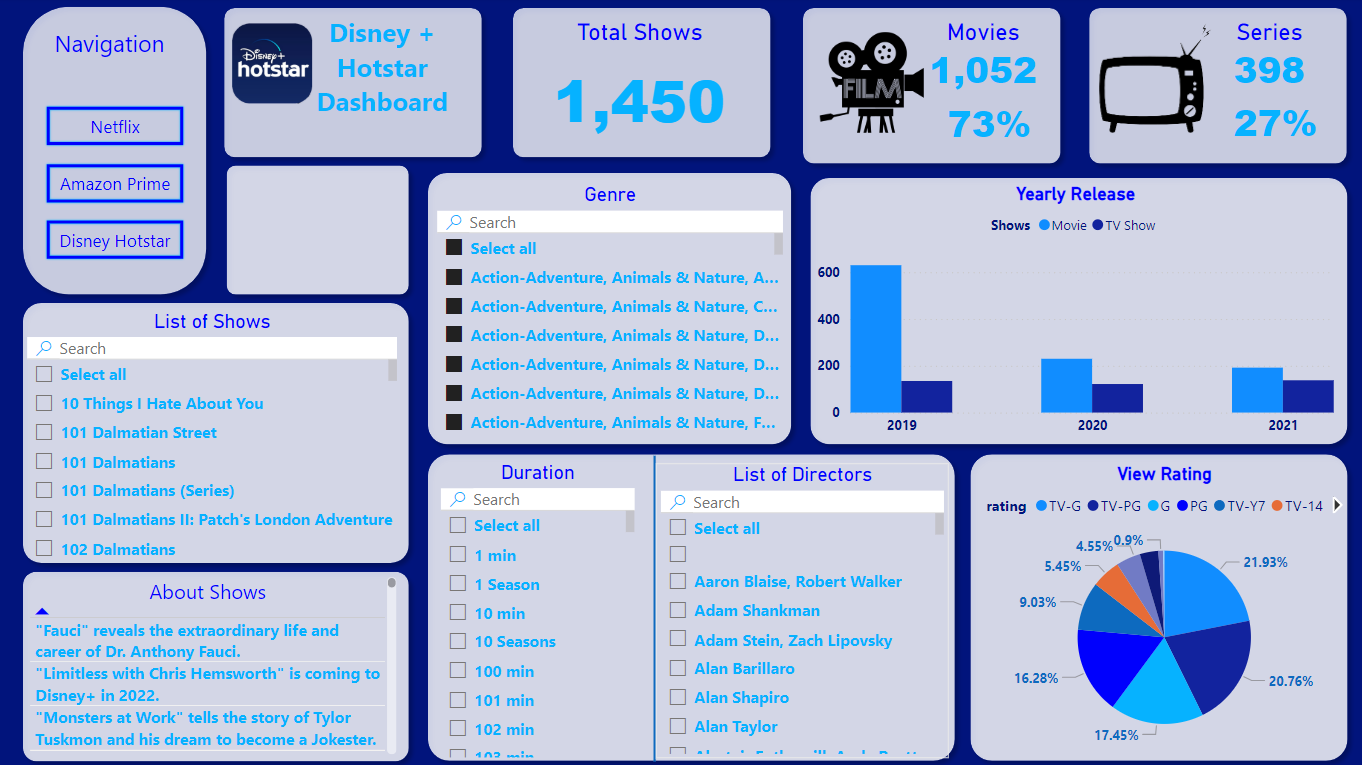 Navigation
Netflix
Amazon Prime
Disney Hotstar
Disney+
hotstar
Disney +
Hotstar
Dashboard
Total Shows
1,450
FILM
Movies
1,052
73%
Series
398
27%
List of Shows
Search
Select all
10 Things I Hate About You
101 Dalmatian Street
101 Dalmatians
101 Dalmatians (Series)
101 Dalmatians II: Patch's London Adventure
102 Dalmatians
Genre
Search
Select all
Action-Adventure, Animals & Nature, A...
Action-Adventure, Animals & Nature, C...
Action-Adventure, Animals & Nature, D...
Action-Adventure, Animals & Nature, D...
Action-Adventure, Animals & Nature, D...
Action-Adventure, Animals & Nature, F...
Yearly Release
Shows Movie TV Show
600
400
200
0
2019 2020 2021
About Shows
"Fauci" reveals the extraordinary life and
career of Dr. Anthony Fauci.
"Limitless with Chris Hemsworth" is coming to
Disney+ in 2022.
"Monsters at Work" tells the story of Tylor
Tuskmon and his dream to become a Jokester.
Duration
Search
Select all
1 min
1 Season
10 min
10 Seasons
100 min
101 min
102 min
103 min
List of Directors
Search
Select all
Aaron Blaise, Robert Walker
Adam Shankman
Adam Stein, Zach Lipovsky
Alan Barillaro
Alan Shapiro
Alan Taylor
View Rating
rating TV-G TV-PG G PG TV-Y7 TV-14
0.9%
4.55%
5.45%
9.03%
16.28%
17.45%
20.76%
21.93%